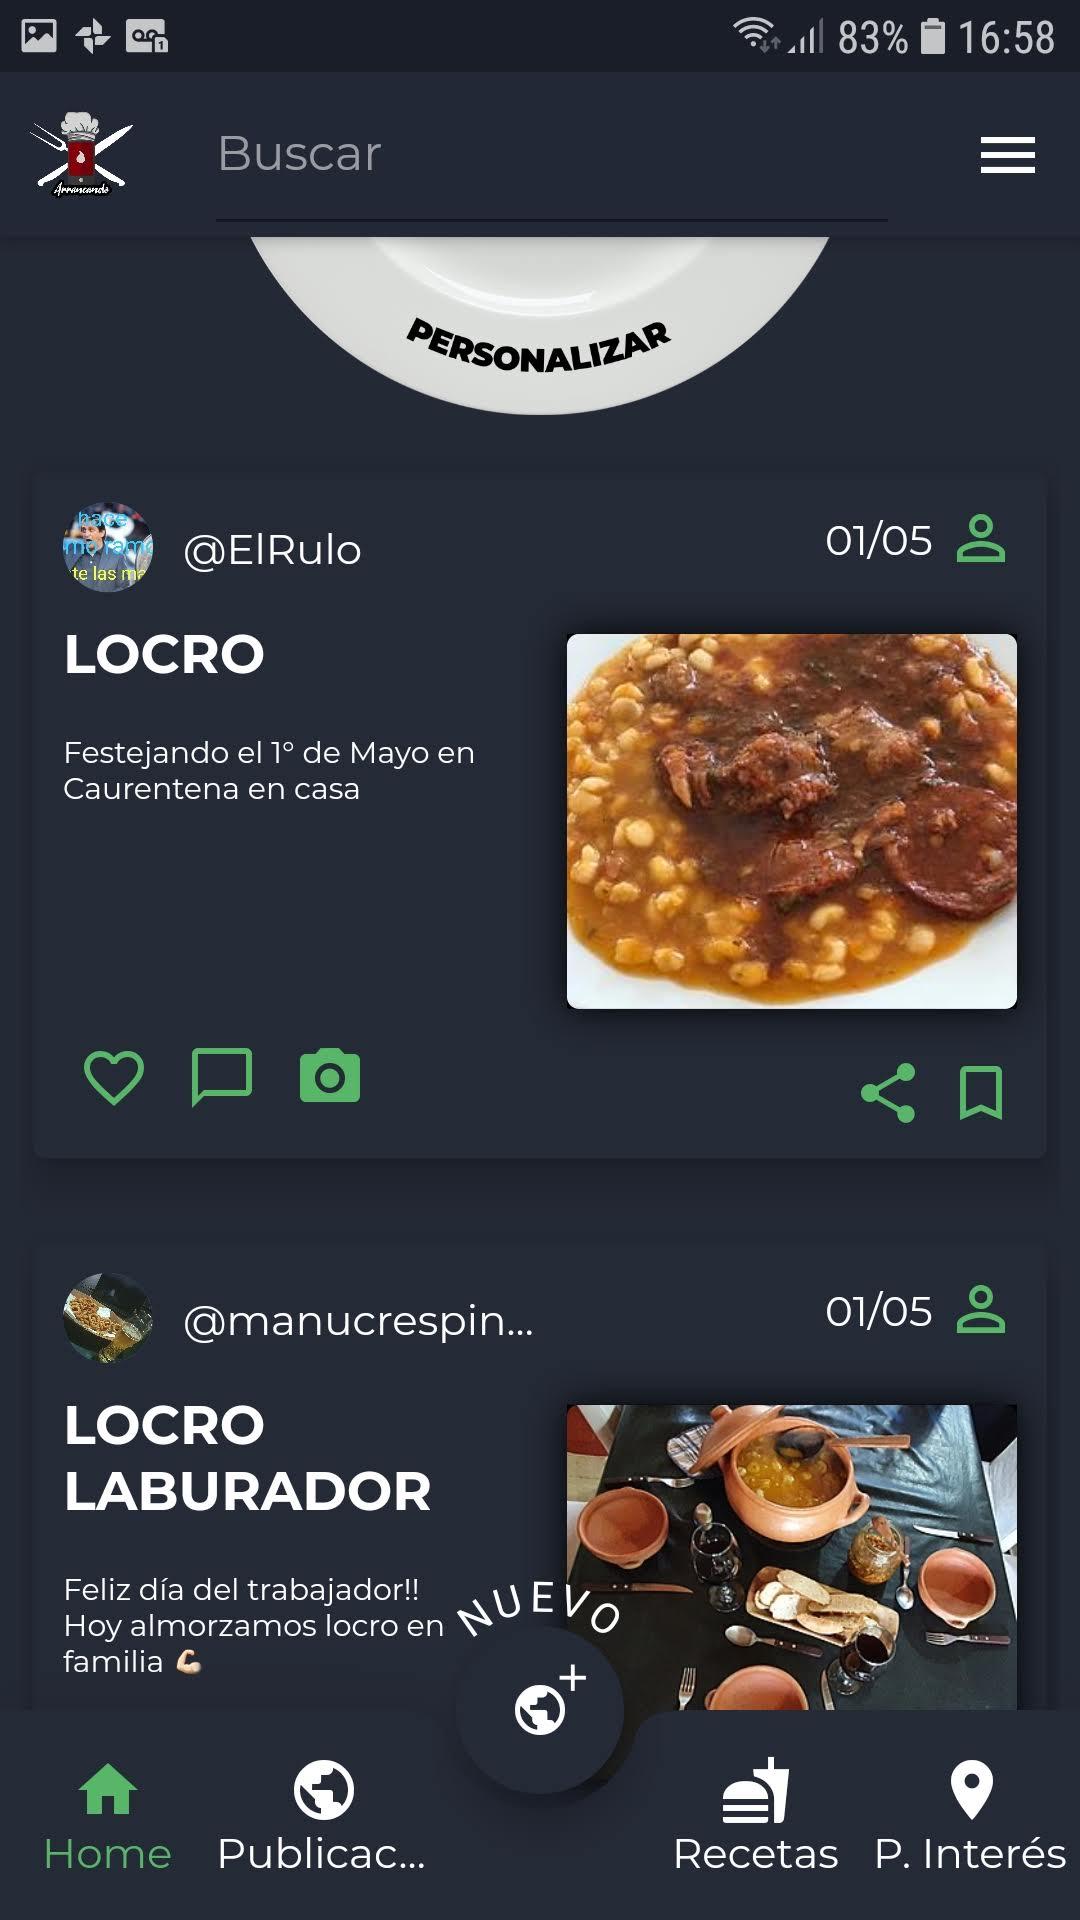 83% 16:58
Arrancando
Buscar
PERSONALIZAR
hace
te las ma
@ElRulo
01/05
LOCRO
Festejando el 1° de Mayo en
Caurentena en casa
@manucrespin...
01/05
LOCRO
LABURADOR
Feliz día del trabajador!!
Hoy almorzamos locro en
familia 💪🏻
NUEVO
Home
Publicac...
Recetas
P. Interés